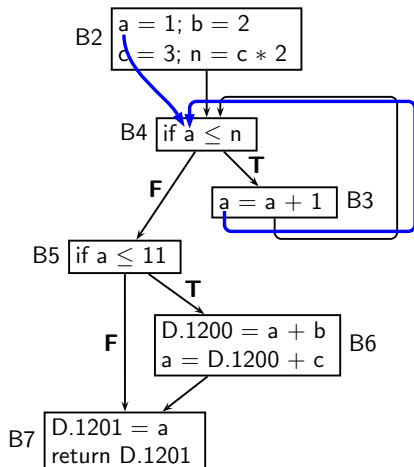 B2
a = 1; b = 2
c = 3; n = c * 2
B4
if a ≤ n
T
F
a = a + 1
B3
B5
if a ≤ 11
T
F
D.1200 = a + b
a = D.1200 + c
B6
B7
D.1201 = a
return D.1201